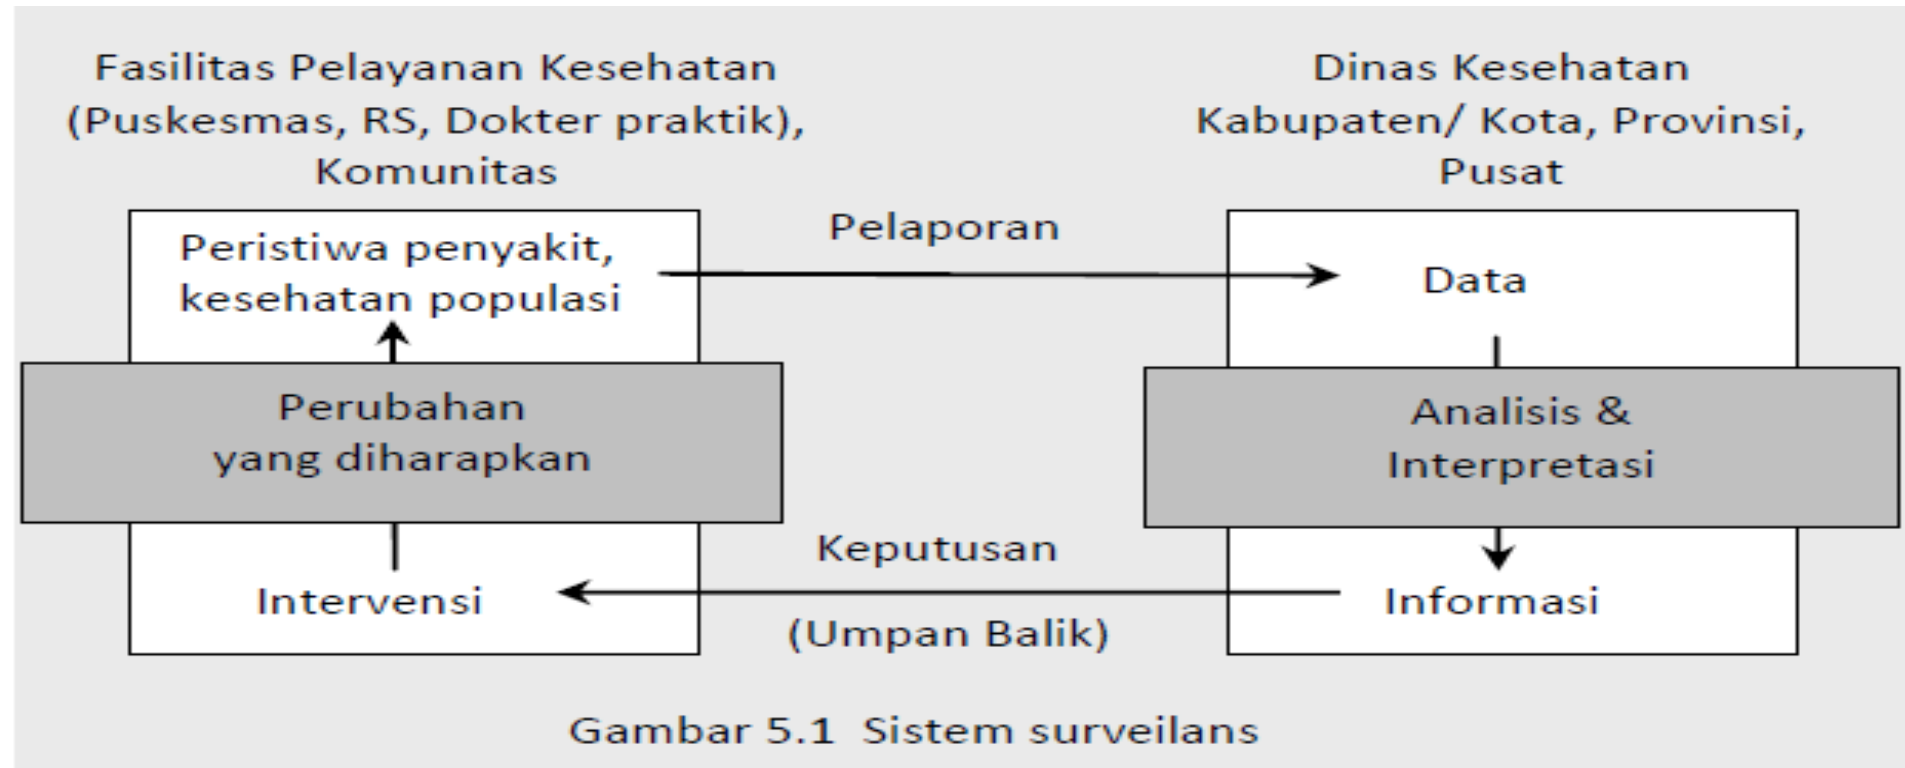 Fasilitas Pelayanan Kesehatan
(Puskesmas, RS, Dokter praktik),
Komunitas
Dinas Kesehatan
Kabupaten/ Kota, Provinsi,
Pusat
Peristiwa penyakit,
kesehatan populasi
Pelaporan
Data
Perubahan
yang diharapkan
Analisis &
Interpretasi
Intervensi
Keputusan
(Umpan Balik)
Informasi
Gambar 5.1 Sistem surveilans